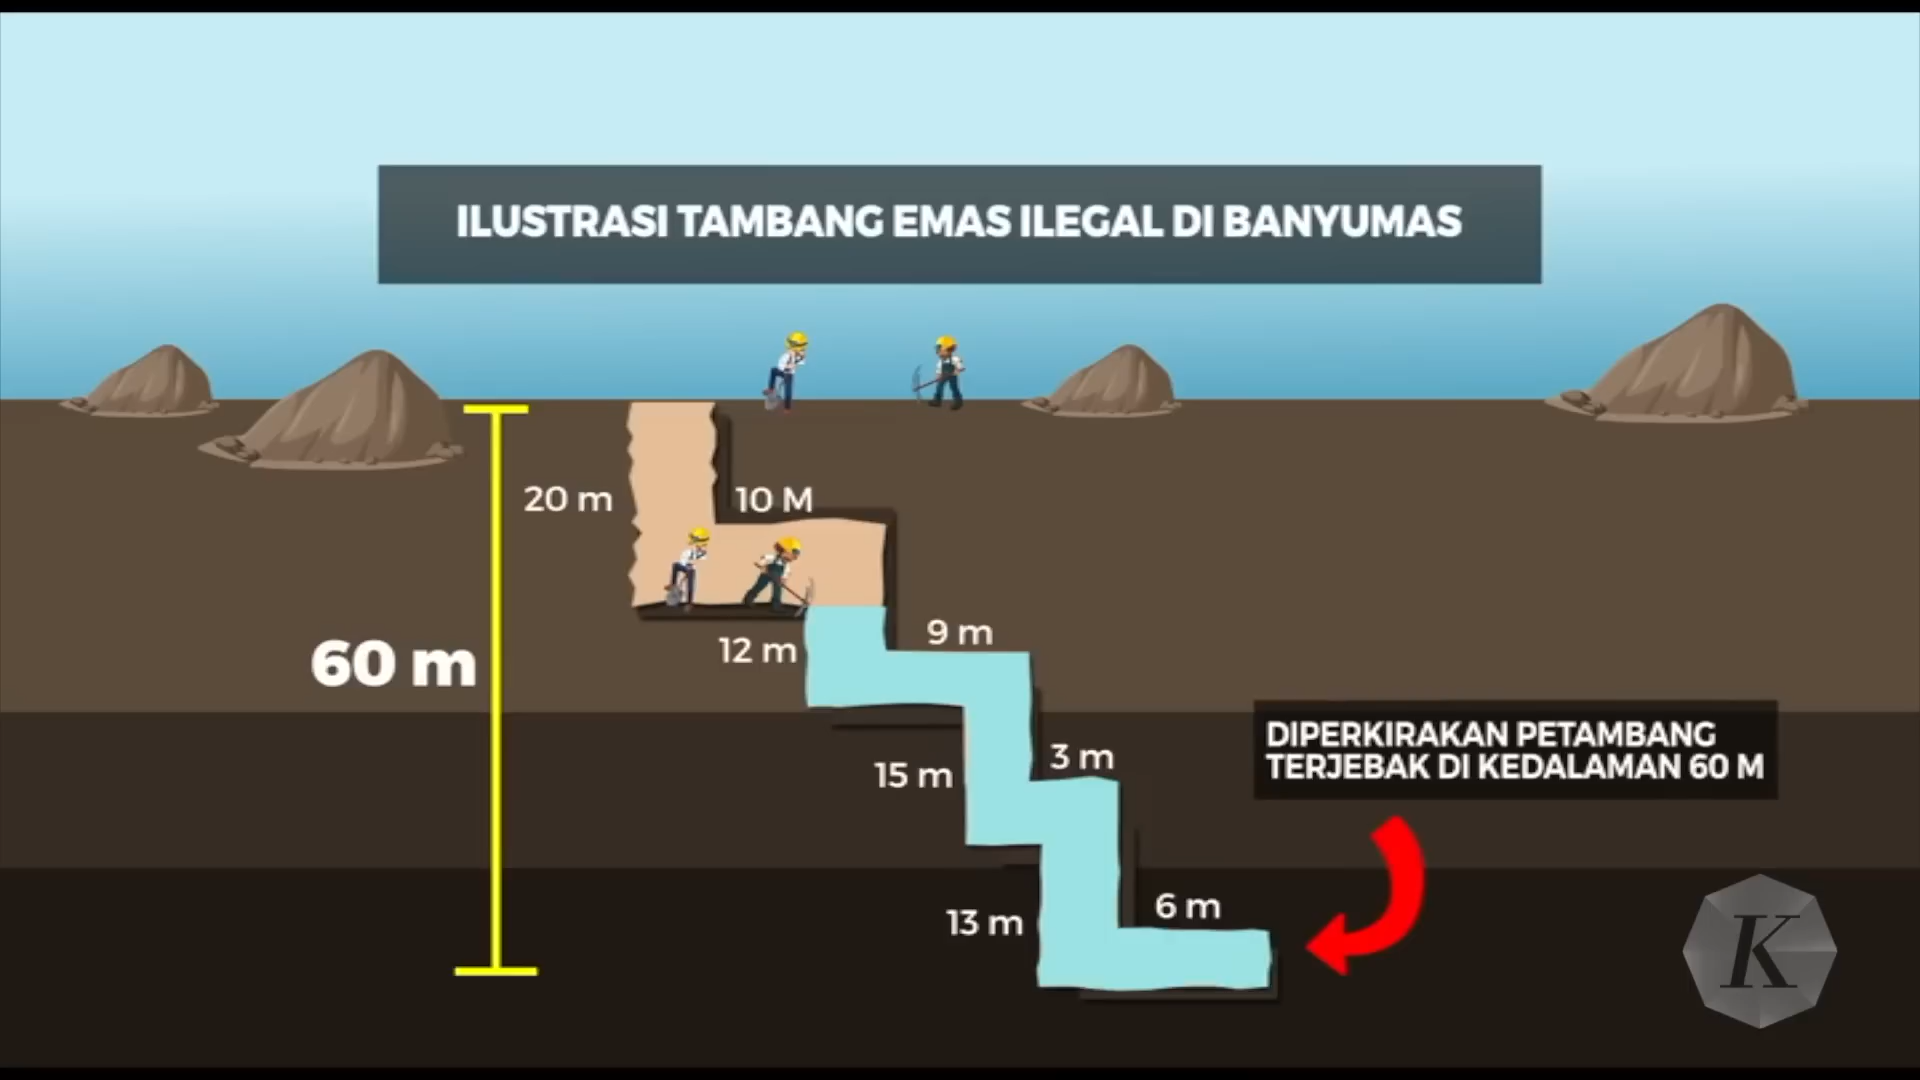 ILUSTRASI TAMBANG EMAS ILEGAL DI BANYUMAS
20 m
10 M
60 m
12 m
9 m
15 m
3 m
DIPERKIRAKAN PETAMBANG
TERJEBAK DI KEDALAMAN 60 M
13 m
6 m
K